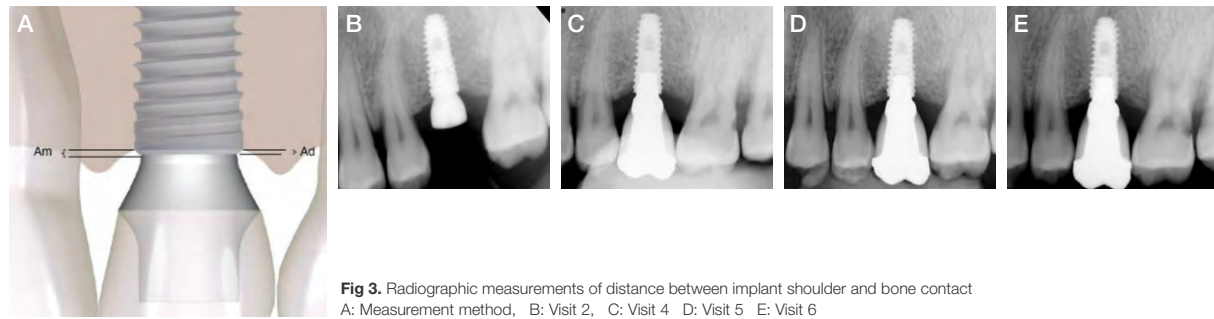 A
B
C
D
E
Am
Ad
Fig 3. Radiographic measurements of distance between implant shoulder and bone contact
A: Measurement method, B: Visit 2, C: Visit 4 D: Visit 5 E: Visit 6